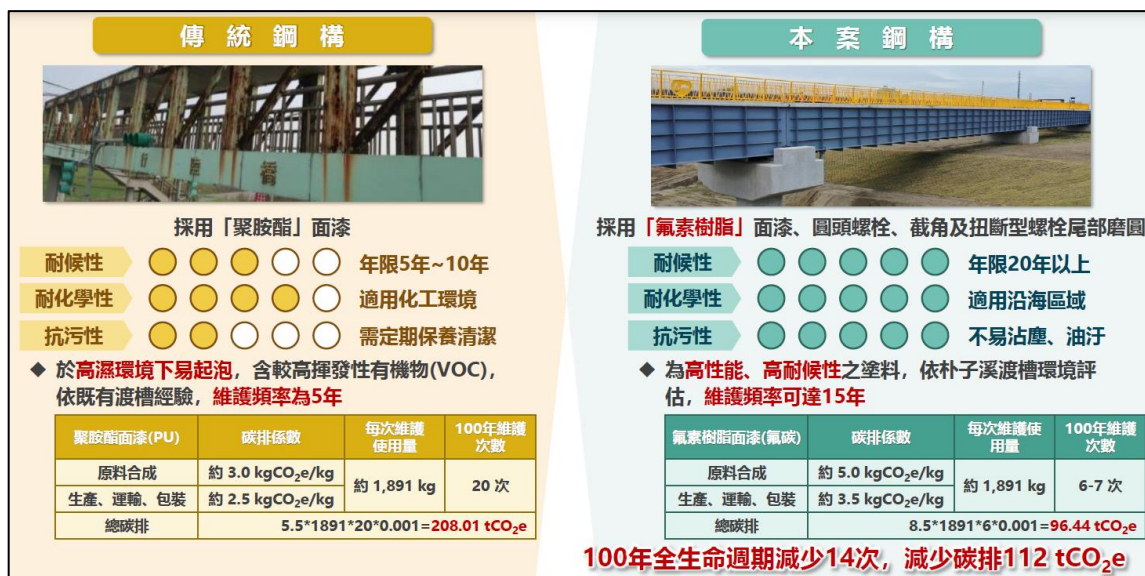 傳統鋼構
行嘉橋
採用「聚胺酯」面漆
耐候性 年限5年~10年
耐化學性 適用化工環境
抗污性 需定期保養清潔
◆ 於高濕環境下易起泡，含較高揮發性有機物(VOC)，
依既有渡槽經驗，維護頻率為5年
聚胺酯面漆(PU) 碳排係數 每次維護使用量 100年維護次數
原料合成 約 3.0 kgCO₂e/kg 約 1,891 kg 20 次
生產、運輸、包裝 約 2.5 kgCO₂e/kg
總碳排 5.5*1891*20*0.001=208.01 tCO₂e
本案鋼構
採用「氟素樹脂」面漆、圓頭螺栓、截角及扭斷型螺栓尾部磨圓
耐候性 年限20年以上
耐化學性 適用沿海區域
抗污性 不易沾塵、油汙
◆ 為高性能、高耐候性之塗料，依朴子溪渡槽環境評
估，維護頻率可達15年
氟素樹脂面漆(氟碳) 碳排係數 每次維護使用量 100年維護次數
原料合成 約 5.0 kgCO₂e/kg 約 1,891 kg 6-7 次
生產、運輸、包裝 約 3.5 kgCO₂e/kg
總碳排 8.5*1891*6*0.001=96.44 tCO₂e
100年全生命週期減少14次，減少碳排112 tCO₂e